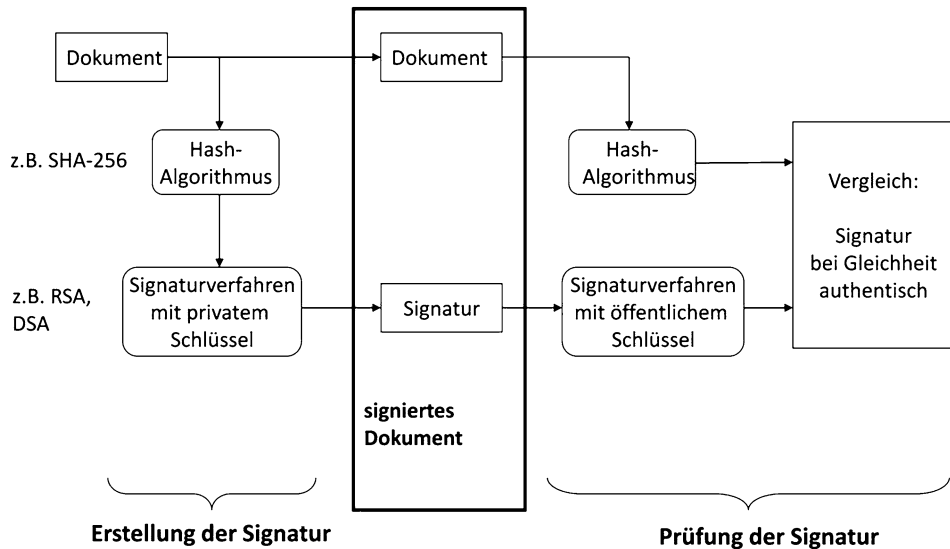 Dokument
Dokument
z.B. SHA-256
Hash-
Algorithmus
Hash-
Algorithmus
Vergleich:
Signatur
bei Gleichheit
authentisch
z.B. RSA,
DSA
Signaturverfahren
mit privatem
Schlüssel
Signatur
Signaturverfahren
mit öffentlichem
Schlüssel
signiertes
Dokument
Erstellung der Signatur
Prüfung der Signatur